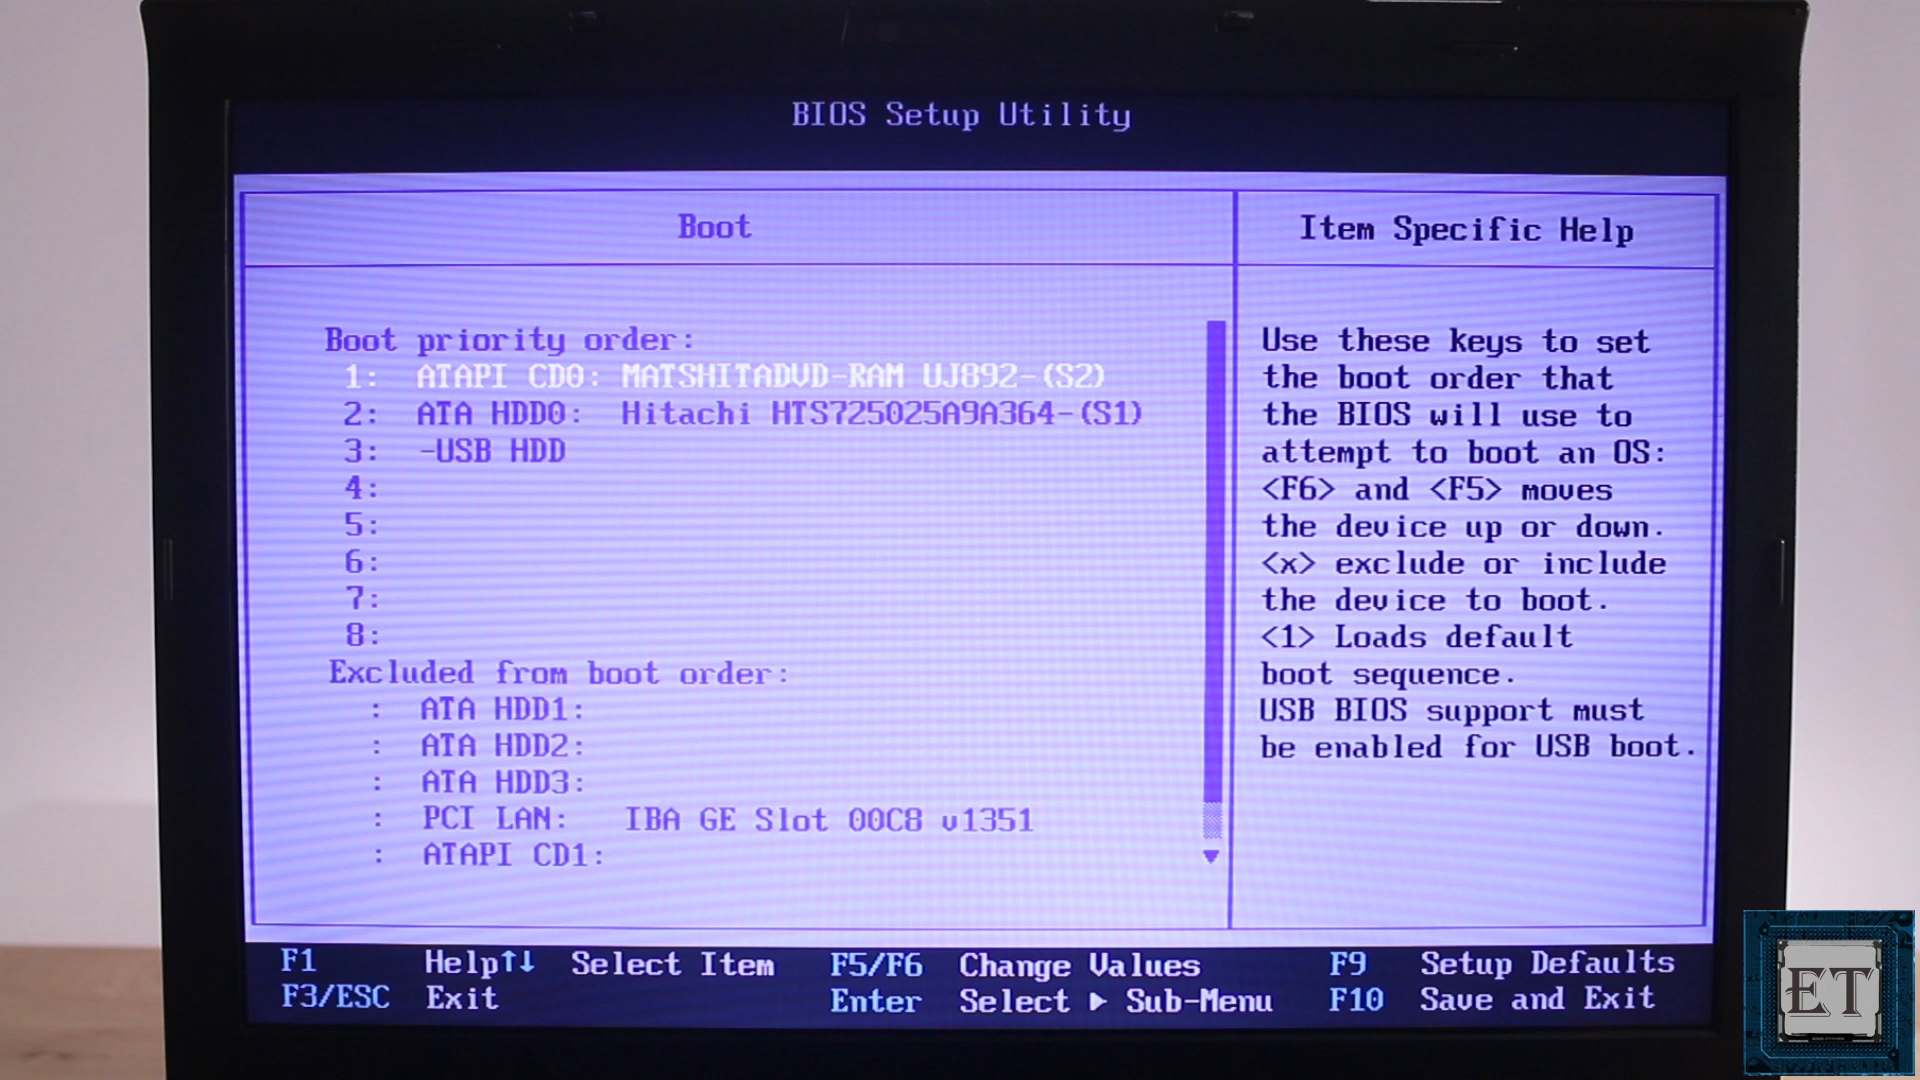 BIOS Setup Utility
Boot
Item Specific Help
Boot priority order:
1: ATAPI CD0: MATSHITADVD-RAM UJ892-(S2)
2: ATA HDD0: Hitachi HTS725025A9A364-(S1)
3: -USB HDD
4:
5:
6:
7:
8:
Excluded from boot order:
: ATA HDD1:
: ATA HDD2:
: ATA HDD3:
: PCI LAN: IBA GE Slot 00C8 v1351
: ATAPI CD1:
Use these keys to set
the boot order that
the BIOS will use to
attempt to boot an OS:
<F6> and <F5> moves
the device up or down.
<x> exclude or include
the device to boot.
<1> Loads default
boot sequence.
USB BIOS support must
be enabled for USB boot.
F1 Help↑↓ Select Item F5/F6 Change Values F9 Setup Defaults
F3/ESC Exit Enter Select ▶ Sub-Menu F10 Save and Exit
ET